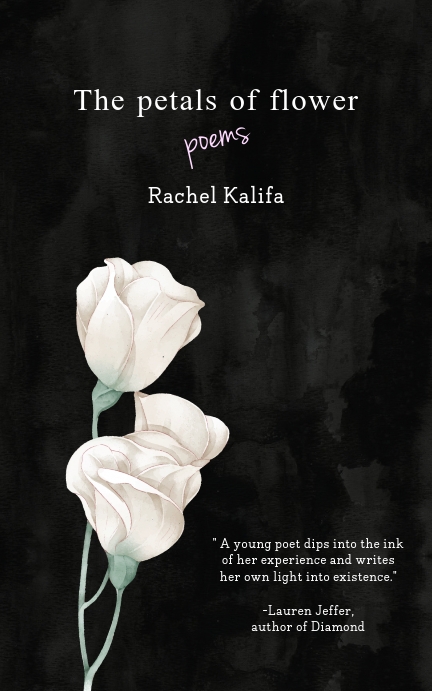 The petals of flower
poems
Rachel Kalifa
" A young poet dips into the ink
of her experience and writes
her own light into existence."
-Lauren Jeffer,
author of Diamond